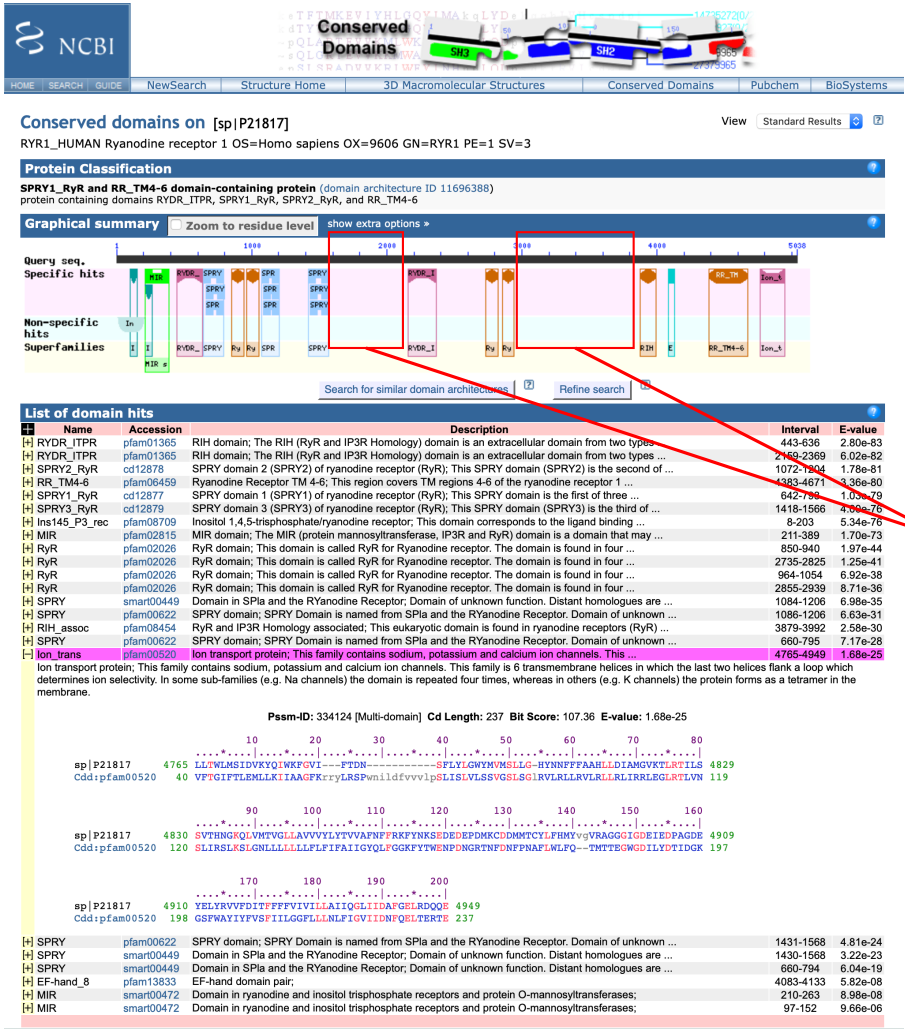 NCBI
Conserved
Domains
SH3
SH2
HOME SEARCH GUIDE NewSearch Structure Home 3D Macromolecular Structures Conserved Domains Pubchem BioSystems
Conserved domains on [sp|P21817]
View Standard Results ?
RYR1_HUMAN Ryanodine receptor 1 OS=Homo sapiens OX=9606 GN=RYR1 PE=1 SV=3
Protein Classification ?
SPRY1_RyR and RR_TM4-6 domain-containing protein (domain architecture ID 11696388)
protein containing domains RYDR_ITPR, SPRY1_RyR, SPRY2_RyR, and RR_TM4-6
Graphical summary Zoom to residue level show extra options » ?
1 1000 2000 3000 4000 5038
Query seq.
Specific hits MIR RYDR_ SPRY SPR SPRY RYDR_I RR_TM Ion_t
SPRY SPR SPRY
SPR SPRY
Non-specific hits In
Superfamilies I I RYDR_ SPRY Ry Ry SPR SPRY RYDR_I Ry Ry RIH E RR_TM4-6 Ion_t
MIR s
Search for similar domain architectures ? Refine search ?
List of domain hits ?
+ Name Accession Description Interval E-value
[+] RYDR_ITPR pfam01365 RIH domain; The RIH (RyR and IP3R Homology) domain is an extracellular domain from two types ... 443-636 2.80e-83
[+] RYDR_ITPR pfam01365 RIH domain; The RIH (RyR and IP3R Homology) domain is an extracellular domain from two types ... 2159-2369 6.02e-82
[+] SPRY2_RyR cd12878 SPRY domain 2 (SPRY2) of ryanodine receptor (RyR); This SPRY domain (SPRY2) is the second of ... 1072-1204 1.78e-81
[+] RR_TM4-6 pfam06459 Ryanodine Receptor TM 4-6; This region covers TM regions 4-6 of the ryanodine receptor 1 ... 4383-4671 3.36e-80
[+] SPRY1_RyR cd12877 SPRY domain 1 (SPRY1) of ryanodine receptor (RyR); This SPRY domain is the first of three ... 642-798 1.03e-79
[+] SPRY3_RyR cd12879 SPRY domain 3 (SPRY3) of ryanodine receptor (RyR); This SPRY domain (SPRY3) is the third of ... 1418-1566 4.60e-76
[+] Ins145_P3_rec pfam08709 Inositol 1,4,5-trisphosphate/ryanodine receptor; This domain corresponds to the ligand binding ... 8-203 5.34e-76
[+] MIR pfam02815 MIR domain; The MIR (protein mannosyltransferase, IP3R and RyR) domain is a domain that may ... 211-389 1.70e-73
[+] RyR pfam02026 RyR domain; This domain is called RyR for Ryanodine receptor. The domain is found in four ... 850-940 1.97e-44
[+] RyR pfam02026 RyR domain; This domain is called RyR for Ryanodine receptor. The domain is found in four ... 2735-2825 1.25e-41
[+] RyR pfam02026 RyR domain; This domain is called RyR for Ryanodine receptor. The domain is found in four ... 964-1054 6.92e-38
[+] RyR pfam02026 RyR domain; This domain is called RyR for Ryanodine receptor. The domain is found in four ... 2855-2939 8.71e-36
[+] SPRY smart00449 Domain in SPla and the RYanodine Receptor; Domain of unknown function. Distant homologues are ... 1084-1206 6.98e-35
[+] SPRY pfam00622 SPRY domain; SPRY Domain is named from SPla and the RYanodine Receptor. Domain of unknown ... 1086-1206 6.63e-31
[+] RIH_assoc pfam08454 RyR and IP3R Homology associated; This eukaryotic domain is found in ryanodine receptors (RyR) ... 3879-3992 2.58e-30
[+] SPRY pfam00622 SPRY domain; SPRY Domain is named from SPla and the RYanodine Receptor. Domain of unknown ... 660-795 7.17e-28
[–] Ion_trans pfam00520 Ion transport protein; This family contains sodium, potassium and calcium ion channels. This ... 4765-4949 1.68e-25
Ion transport protein; This family contains sodium, potassium and calcium ion channels. This family is 6 transmembrane helices in which the last two helices flank a loop which
determines ion selectivity. In some sub-families (e.g. Na channels) the domain is repeated four times, whereas in others (e.g. K channels) the protein forms as a tetramer in the
membrane.
Pssm-ID: 334124 [Multi-domain] Cd Length: 237 Bit Score: 107.36 E-value: 1.68e-25
10 20 30 40 50 60 70 80
....*....|....*....|....*....|....*....|....*....|....*....|....*....|....*....|
sp|P21817 4765 LLTWLMSIDVKYQIWKFGVI---FTDN-----------SFLYLGWYMVMSLLG-HYNNFFFAAHLLDIAMGVKTLRTILS 4829
Cdd:pfam00520 40 VFTGIFTLEMLLKIIAAGFKrryLRSPwnildfvvvlpSLISLVLSSVGSLSGlRVLRLLRVLRLLRLIRRLEGLRTLVN 119
90 100 110 120 130 140 150 160
....*....|....*....|....*....|....*....|....*....|....*....|....*....|....*....|
sp|P21817 4830 SVTHNGKQLVMTVGLLAVVVYLYTVVAFNFFRKFYNKSEDEDEPDMKCDDMMTCYLFHMYvgVRAGGGIGDEIEDPAGDE 4909
Cdd:pfam00520 120 SLIRSLKSLGNLLLLLLLFLFIFAIIGYQLFGGKFYTWENPDNGRTNFDNFPNAFLWLFQ--TMTTEGWGDILYDTIDGK 197
170 180 190 200
....*....|....*....|....*....|....*....|
sp|P21817 4910 YELYRVVFDITFFFFVIVILLAIIQGLIIDAFGELRDQQE 4949
Cdd:pfam00520 198 GSFWAYIYFVSFIILGGFLLLNLFIGVIIDNFQELTERTE 237
[+] SPRY pfam00622 SPRY domain; SPRY Domain is named from SPla and the RYanodine Receptor. Domain of unknown ... 1431-1568 4.81e-24
[+] SPRY smart00449 Domain in SPla and the RYanodine Receptor; Domain of unknown function. Distant homologues are ... 1430-1568 3.22e-23
[+] SPRY smart00449 Domain in SPla and the RYanodine Receptor; Domain of unknown function. Distant homologues are ... 660-794 6.04e-19
[+] EF-hand_8 pfam13833 EF-hand domain pair; 4083-4133 5.82e-08
[+] MIR smart00472 Domain in ryanodine and inositol trisphosphate receptors and protein O-mannosyltransferases; 210-263 8.98e-08
[+] MIR smart00472 Domain in ryanodine and inositol trisphosphate receptors and protein O-mannosyltransferases; 97-152 9.66e-06